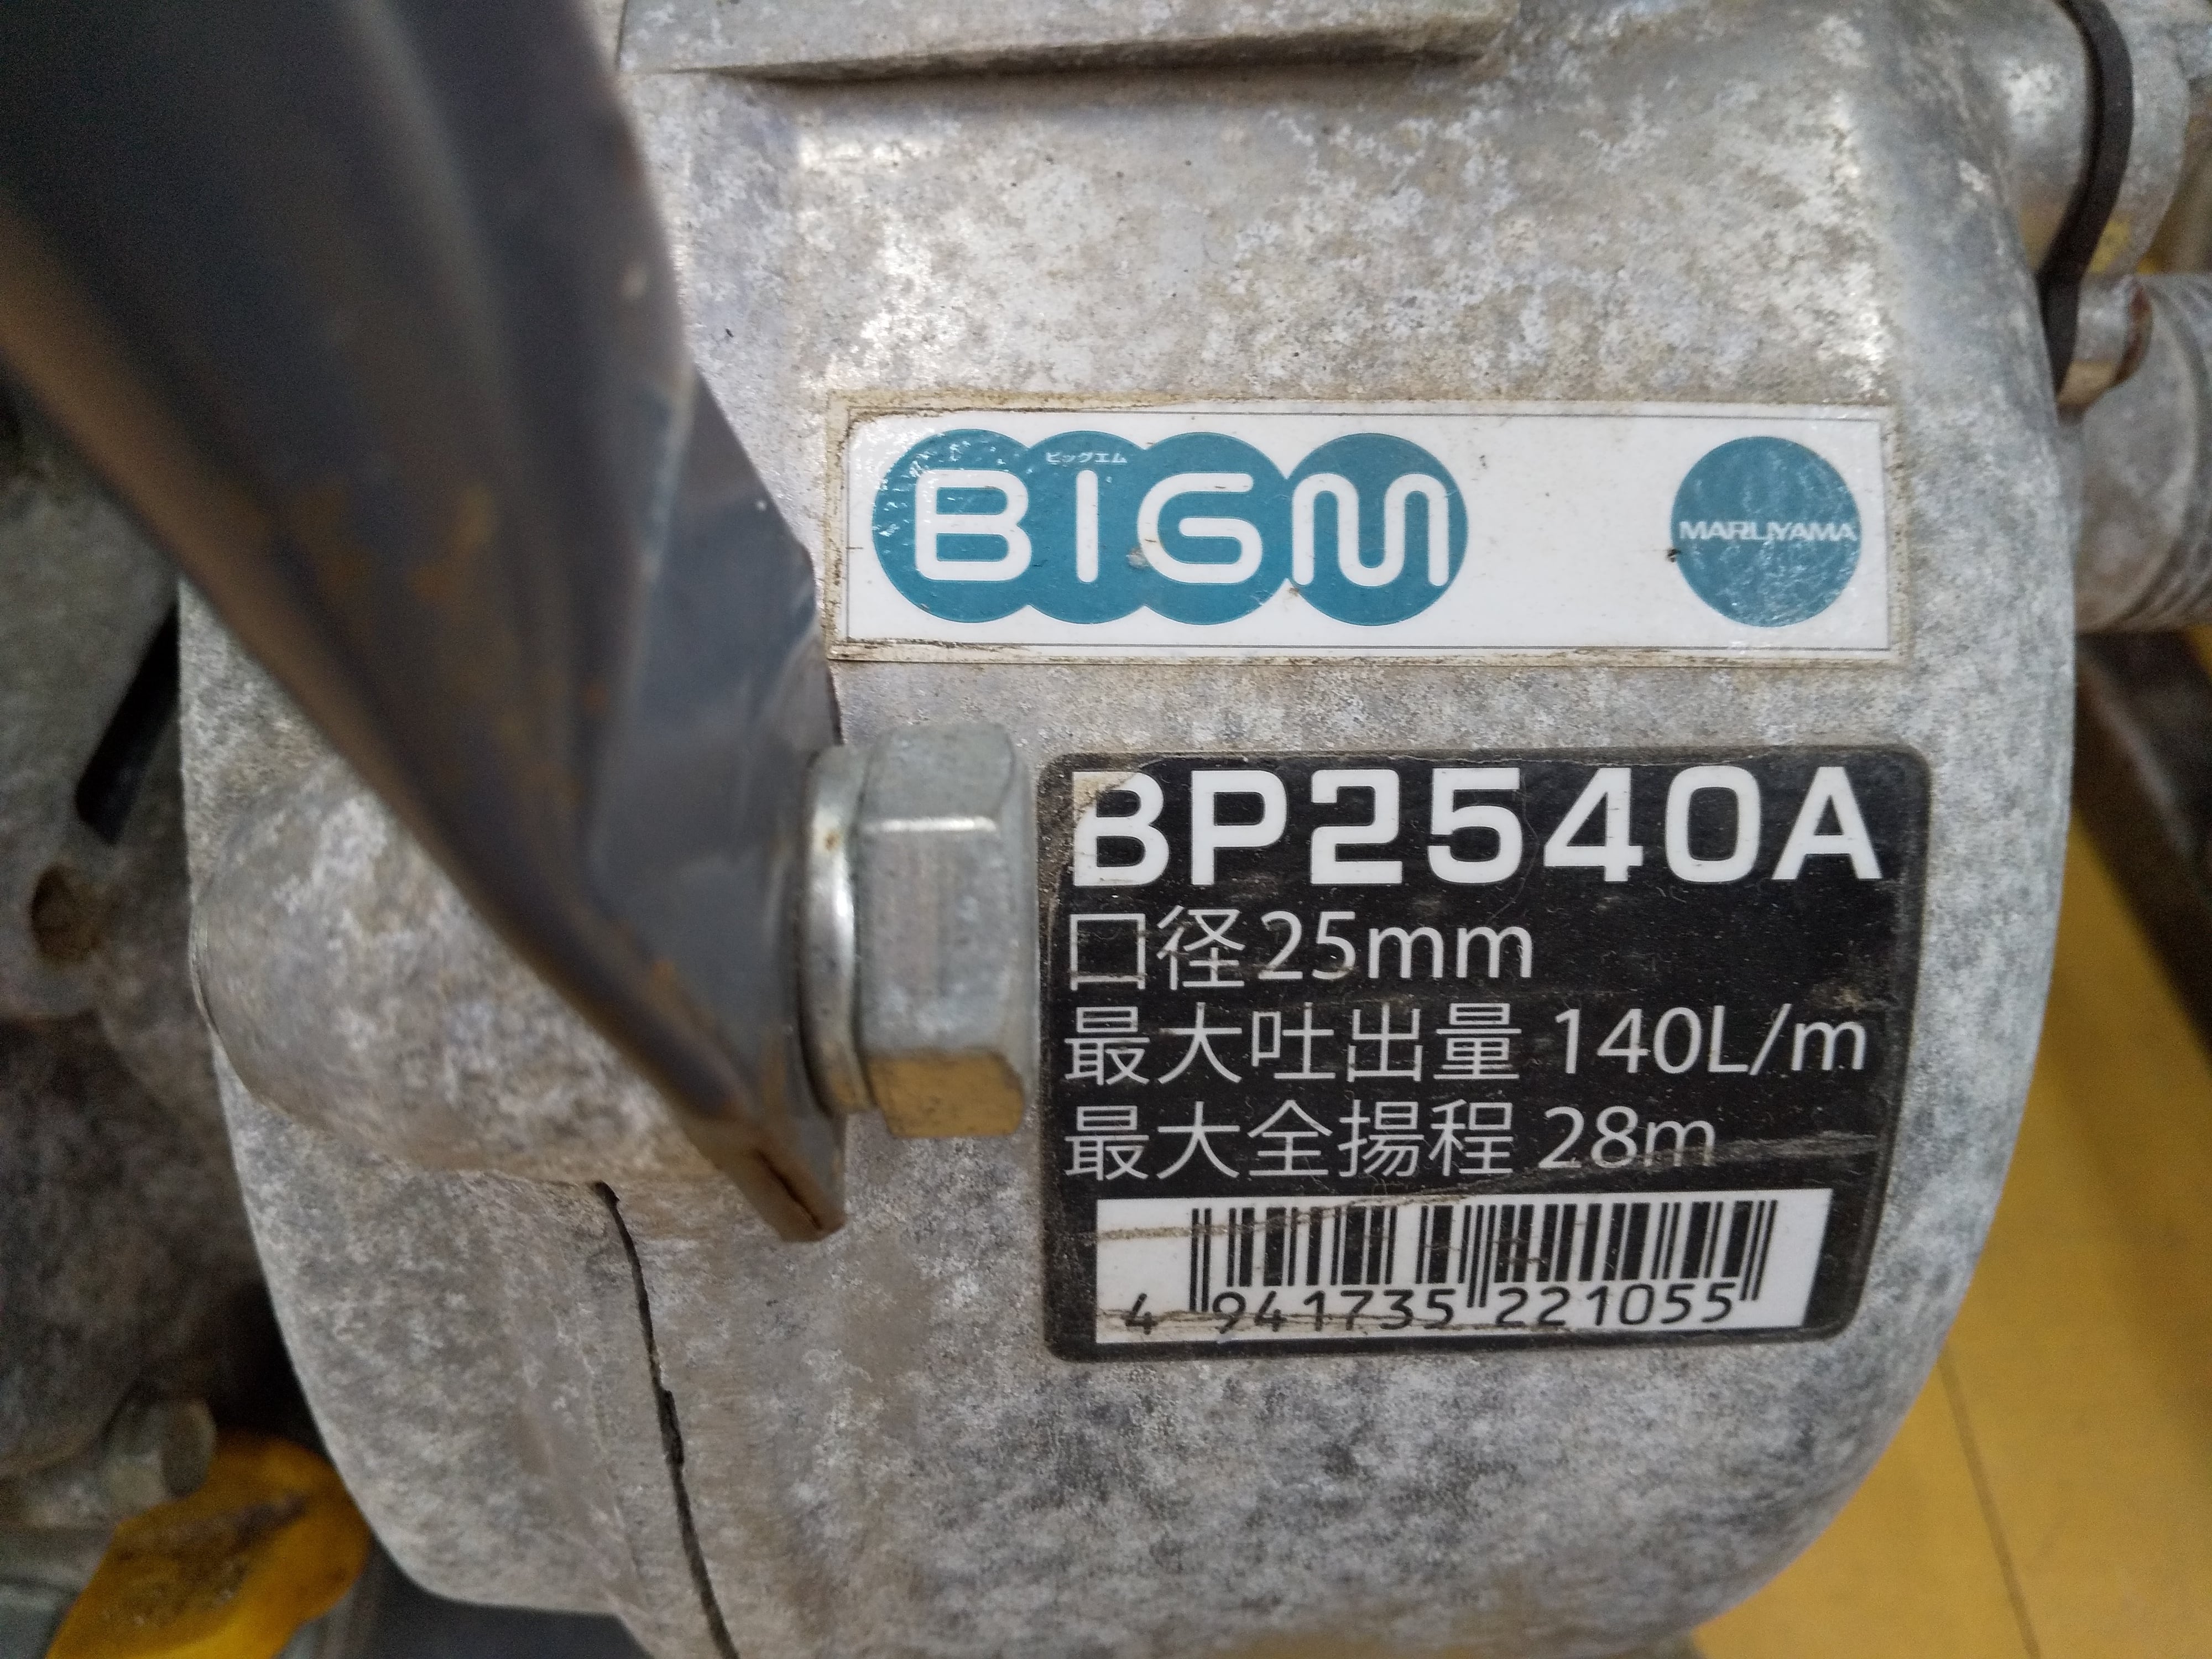 ビッグエム
BIGM
MARUYAMA
BP2540A
口径25mm
最大吐出量 140L/m
最大全揚程 28m
4 941735 221055